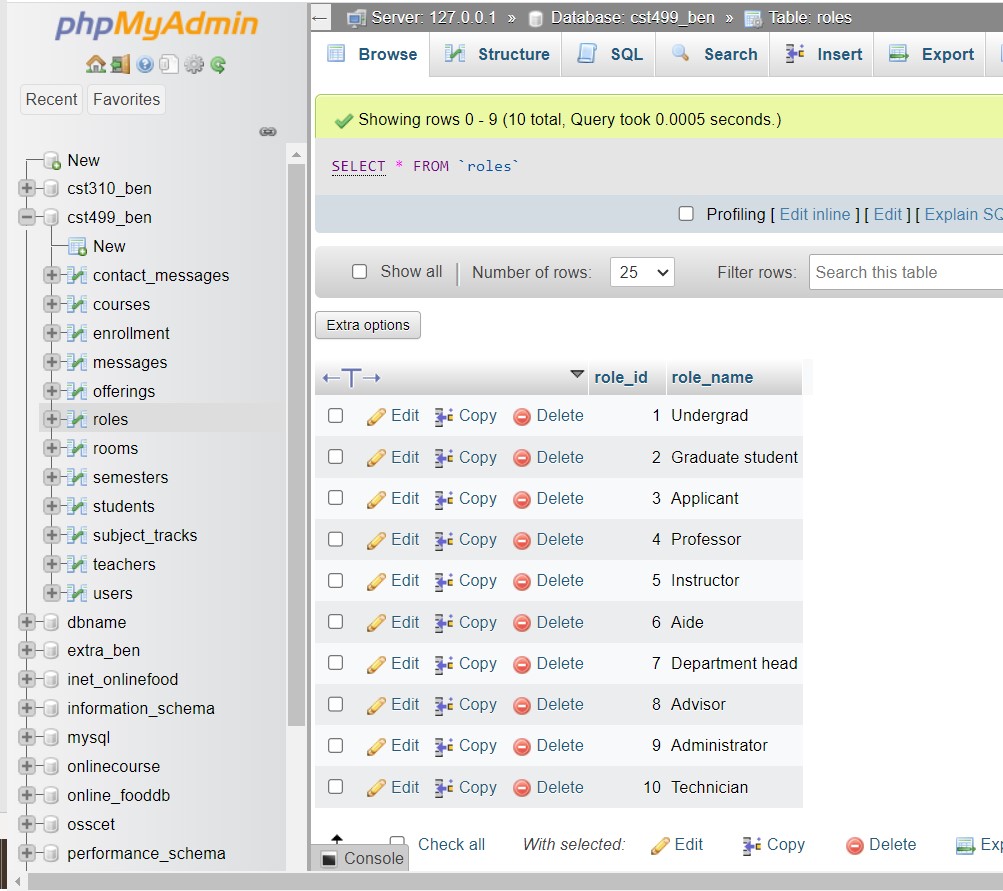 phpMyAdmin
Recent Favorites
New
cst310_ben
cst499_ben
New
contact_messages
courses
enrollment
messages
offerings
roles
rooms
semesters
students
subject_tracks
teachers
users
dbname
extra_ben
inet_onlinefood
information_schema
mysql
onlinecourse
online_fooddb
osscet
performance_schema
Server: 127.0.0.1 » Database: cst499_ben » Table: roles
Browse Structure SQL Search Insert Export
Showing rows 0 - 9 (10 total, Query took 0.0005 seconds.)
SELECT * FROM `roles`
Profiling [ Edit inline ] [ Edit ] [ Explain SQ
Show all Number of rows: 25 Filter rows: Search this table
Extra options
←T→ role_id role_name
Edit Copy Delete 1 Undergrad
Edit Copy Delete 2 Graduate student
Edit Copy Delete 3 Applicant
Edit Copy Delete 4 Professor
Edit Copy Delete 5 Instructor
Edit Copy Delete 6 Aide
Edit Copy Delete 7 Department head
Edit Copy Delete 8 Advisor
Edit Copy Delete 9 Administrator
Edit Copy Delete 10 Technician
Check all With selected: Edit Copy Delete Exp
Console